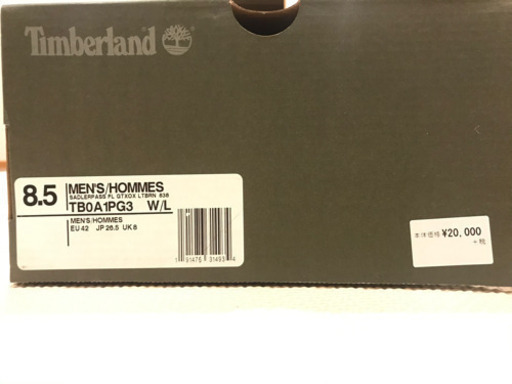 Timberland
8.5
MEN'S/HOMMES
SADLERPASS FL GTXOX LTBRN 838
TB0A1PG3 W/L
MEN'S/HOMMES
EU 42 JP 26.5 UK 8
本体価格 ¥20,000
+税